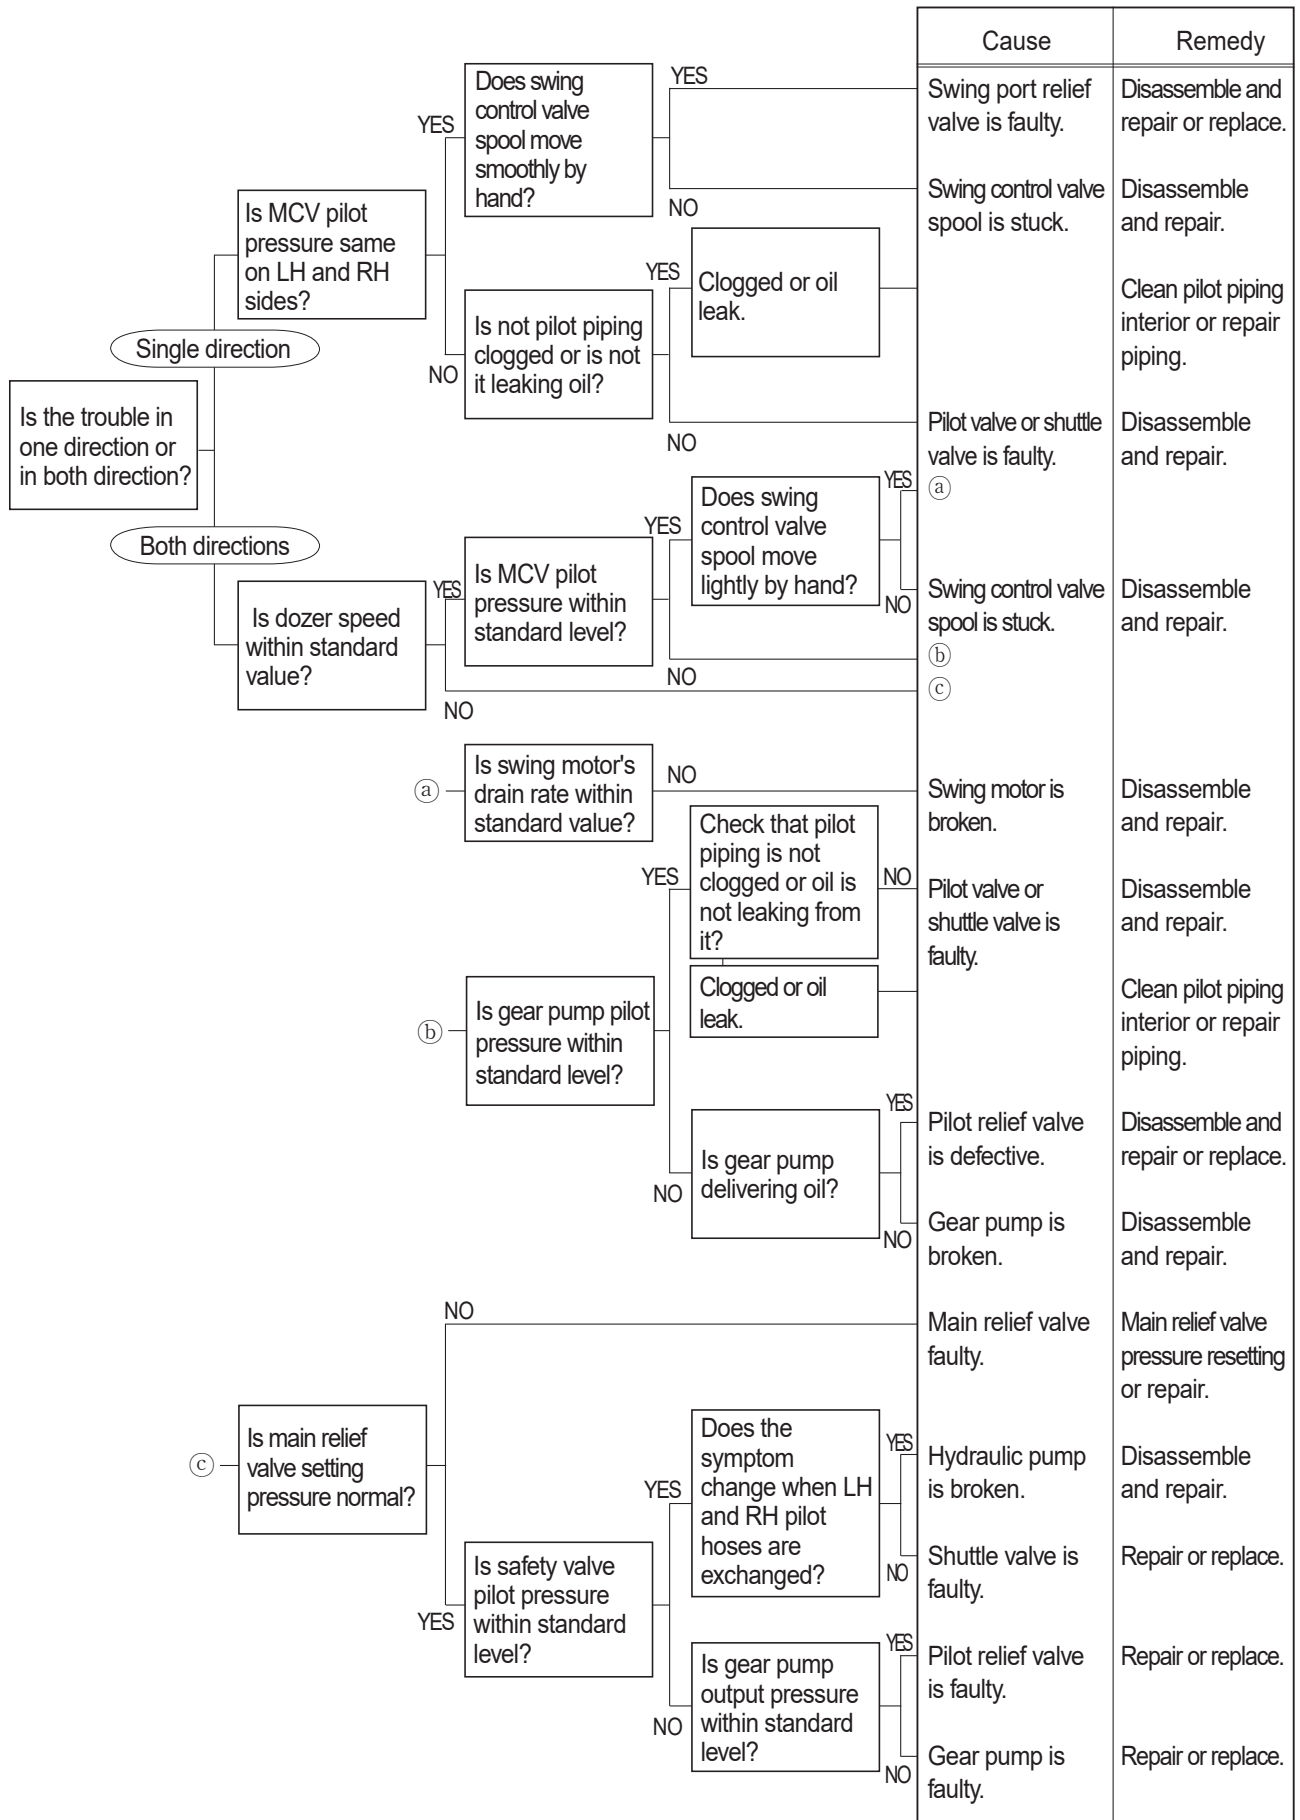 Cause
Remedy
Does swing
control valve
spool move
smoothly by
hand?
YES
YES
NO
Swing port relief
valve is faulty.
Disassemble and
repair or replace.
Swing control valve
spool is stuck.
Disassemble
and repair.
Is MCV pilot
pressure same
on LH and RH
sides?
Is not pilot piping
clogged or is not
it leaking oil?
NO
YES
Clogged or oil
leak.
Clean pilot piping
interior or repair
piping.
NO
Pilot valve or shuttle
valve is faulty.
Disassemble
and repair.
Single direction
Is the trouble in
one direction or
in both direction?
Both directions
Is dozer speed
within standard
value?
YES
Is MCV pilot
pressure within
standard level?
YES
Does swing
control valve
spool move
lightly by hand?
YES
ⓐ
NO
Swing control valve
spool is stuck.
Disassemble
and repair.
NO
ⓑ
NO
ⓒ
ⓐ
Is swing motor's
drain rate within
standard value?
NO
Swing motor is
broken.
Disassemble
and repair.
ⓑ
Is gear pump pilot
pressure within
standard level?
YES
Check that pilot
piping is not
clogged or oil is
not leaking from
it?
NO
Pilot valve or
shuttle valve is
faulty.
Disassemble
and repair.
Clogged or oil
leak.
Clean pilot piping
interior or repair
piping.
NO
Is gear pump
delivering oil?
YES
Pilot relief valve
is defective.
Disassemble and
repair or replace.
NO
Gear pump is
broken.
Disassemble
and repair.
ⓒ
Is main relief
valve setting
pressure normal?
NO
Main relief valve
faulty.
Main relief valve
pressure resetting
or repair.
YES
Is safety valve
pilot pressure
within standard
level?
YES
Does the
symptom
change when LH
and RH pilot
hoses are
exchanged?
YES
Hydraulic pump
is broken.
Disassemble
and repair.
NO
Shuttle valve is
faulty.
Repair or replace.
NO
Is gear pump
output pressure
within standard
level?
YES
Pilot relief valve
is faulty.
Repair or replace.
NO
Gear pump is
faulty.
Repair or replace.